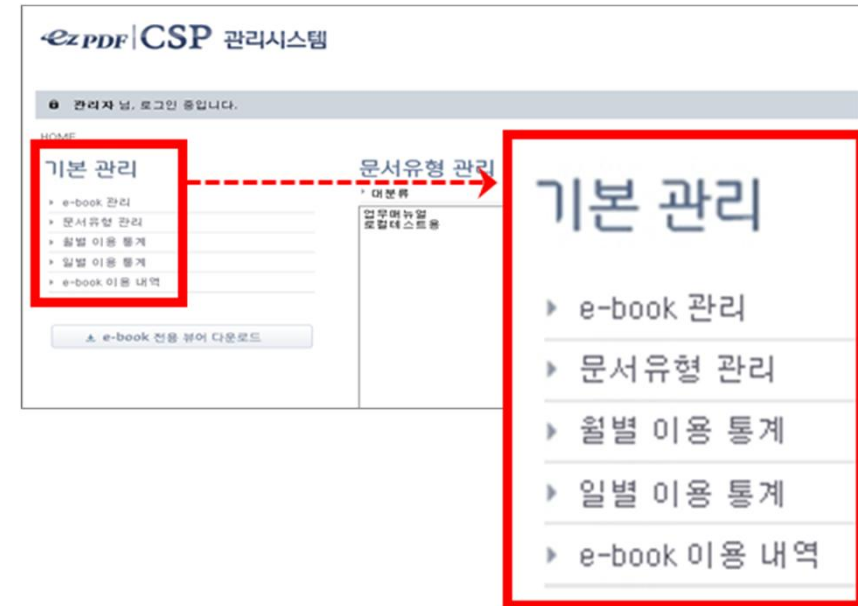 ezPDF CSP 관리시스템
관리자 님, 로그인 중입니다.
HOME
기본 관리
e-book 관리
문서유형 관리
월별 이용 통계
일별 이용 통계
e-book 이용 내역
e-book 전용 뷰어 다운로드
문서유형 관리
대분류
업무매뉴얼
로컬테스트용
기본 관리
e-book 관리
문서유형 관리
월별 이용 통계
일별 이용 통계
e-book 이용 내역